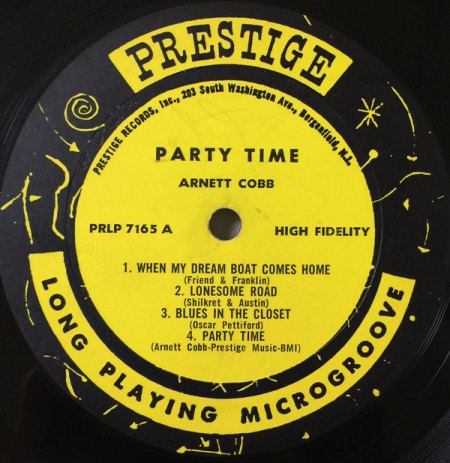 PRESTIGE
PRESTIGE RECORDS, Inc., 203 South Washington Ave., Bergenfield, N.J.
PARTY TIME
ARNETT COBB
PRLP 7165 A
HIGH FIDELITY
1. WHEN MY DREAM BOAT COMES HOME
(Friend & Franklin)
2. LONESOME ROAD
(Shilkret & Austin)
3. BLUES IN THE CLOSET
(Oscar Pettiford)
4. PARTY TIME
(Arnett Cobb-Prestige Music-BMI)
LONG PLAYING MICROGROOVE